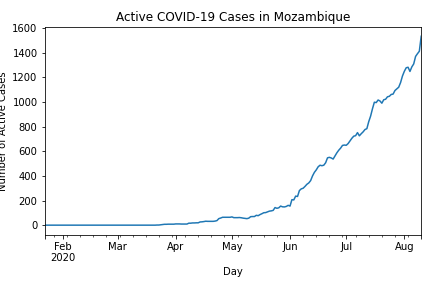 Active COVID-19 Cases in Mozambique
Number of Active Cases
1600
1400
1200
1000
800
600
400
200
0
Feb Mar Apr May Jun Jul Aug
2020
Day